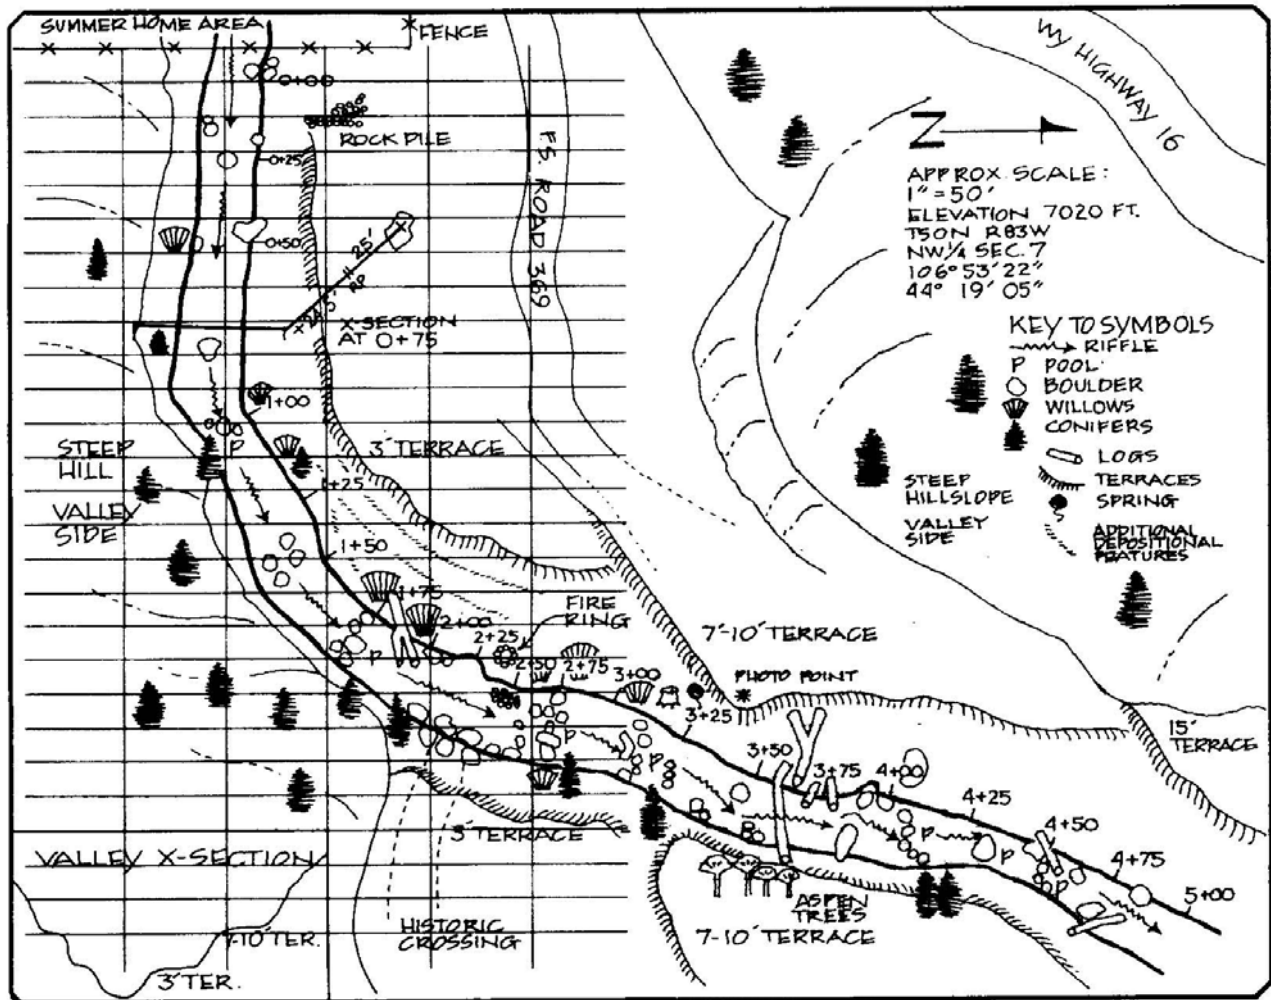 SUMMER HOME AREA
FENCE
0+00
ROCK PILE
0+25
0+50
25'
RP
X-SECTION
AT 0+75
F.S. ROAD 369
WY HIGHWAY 16
N
APPROX. SCALE:
1" = 50'
ELEVATION 7020 FT.
T50N R83W
NW 1/4 SEC. 7
106° 53' 22"
44° 19' 05"
KEY TO SYMBOLS
RIFFLE
P POOL
BOULDER
WILLOWS
CONIFERS
LOGS
TERRACES
SPRING
ADDITIONAL
DEPOSITIONAL
FEATURES
STEEP
HILLSLOPE
VALLEY
SIDE
1+00
P
STEEP
HILL
VALLEY
SIDE
3' TERRACE
1+25
1+50
1+75
2+00
P
FIRE
RING
2+25
2+50
2+75
3+00
3+25
P
P
7'-10' TERRACE
PHOTO POINT
15'
TERRACE
3+50
3+75
4+00
4+25
4+50
4+75
5+00
P
P
P
3' TERRACE
ASPEN
TREES
7-10' TERRACE
HISTORIC
CROSSING
VALLEY X-SECTION
7-10' TER.
3' TER.